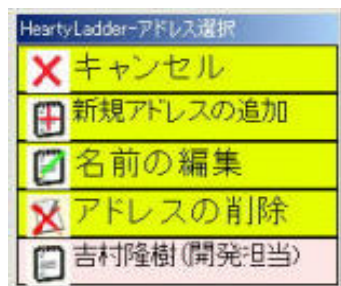 HeartyLadder-アドレス選択
キャンセル
新規アドレスの追加
名前の編集
アドレスの削除
吉村隆樹(開発担当)